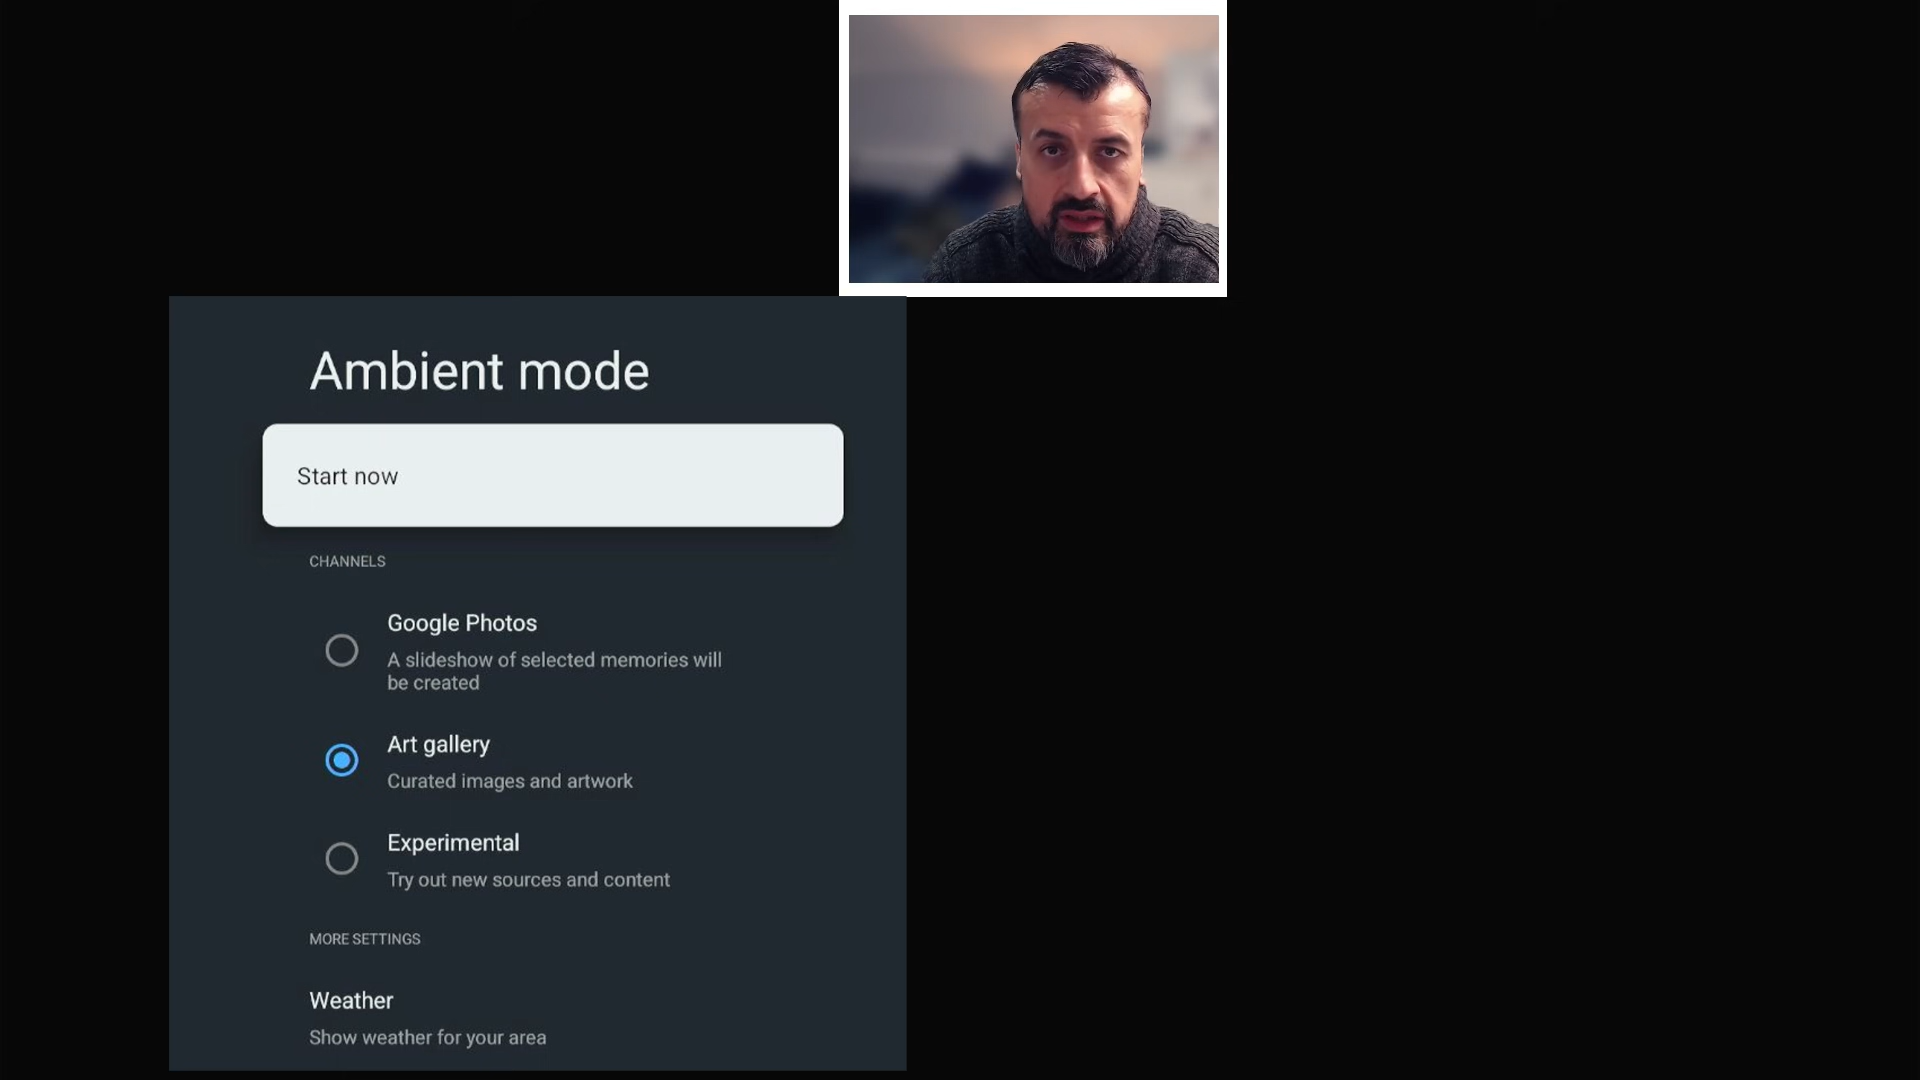 Ambient mode
Start now
CHANNELS
Google Photos
A slideshow of selected memories will
be created
Art gallery
Curated images and artwork
Experimental
Try out new sources and content
MORE SETTINGS
Weather
Show weather for your area